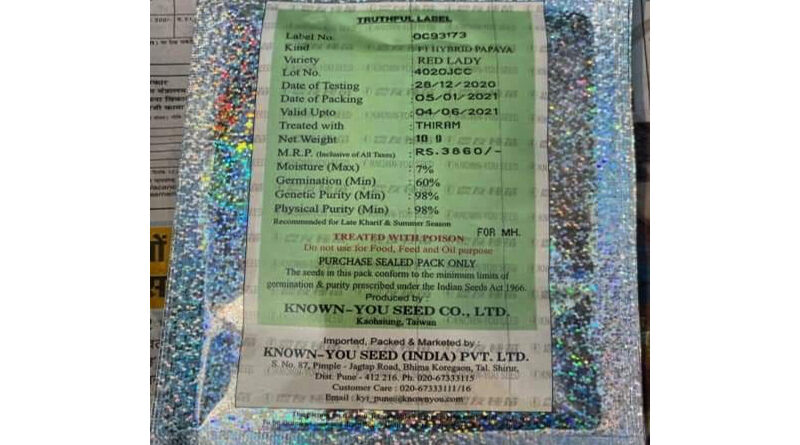 TRUTHFUL LABEL
Label No. : OC93173
Kind : F1 HYBRID PAPAYA
Variety : RED LADY
Lot No. : 4020JCC
Date of Testing : 28/12/2020
Date of Packing : 05/01/2021
Valid Upto : 04/06/2021
Treated with : THIRAM
Net Weight : 10 g
M.R.P. (Inclusive of All Taxes) : RS.3860/-
Moisture (Max) : 7%
Germination (Min) : 60%
Genetic Purity (Min) : 98%
Physical Purity (Min) : 98%
Recommended for Late Kharif & Summer Season
FOR MH.
TREATED WITH POISON
Do not use for Food, Feed and Oil purpose
PURCHASE SEALED PACK ONLY
The seeds in this pack conform to the minimum limits of
germination & purity prescribed under the Indian Seeds Act 1966.
Produced by
KNOWN-YOU SEED CO., LTD.
Kaohsiung, Taiwan
Imported, Packed & Marketed by
KNOWN-YOU SEED (INDIA) PVT. LTD.
S. No. 87, Pimple - Jagtap Road, Bhima Koregaon, Tal. Shirur,
Dist. Pune - 412 216. Ph. 020-67333115
Customer Care : 020-67333111/16
Email : kyi_pune@knownyou.com